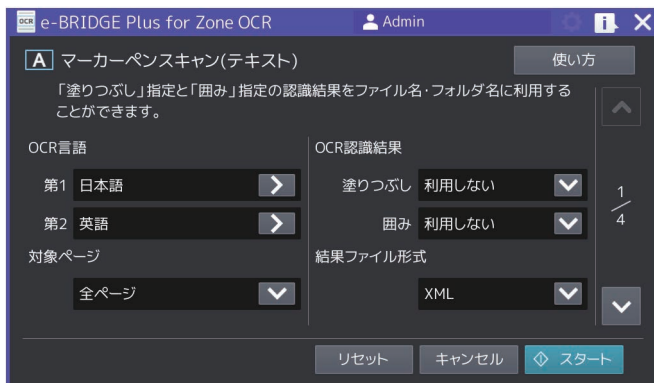 OCR e-BRIDGE Plus for Zone OCR
Admin
A マーカーペンスキャン(テキスト)
使い方
「塗りつぶし」指定と「囲み」指定の認識結果をファイル名・フォルダ名に利用する
ことができます。
OCR言語
第1 日本語
第2 英語
対象ページ
全ページ
OCR認識結果
塗りつぶし 利用しない
囲み 利用しない
結果ファイル形式
XML
1
4
リセット
キャンセル
スタート